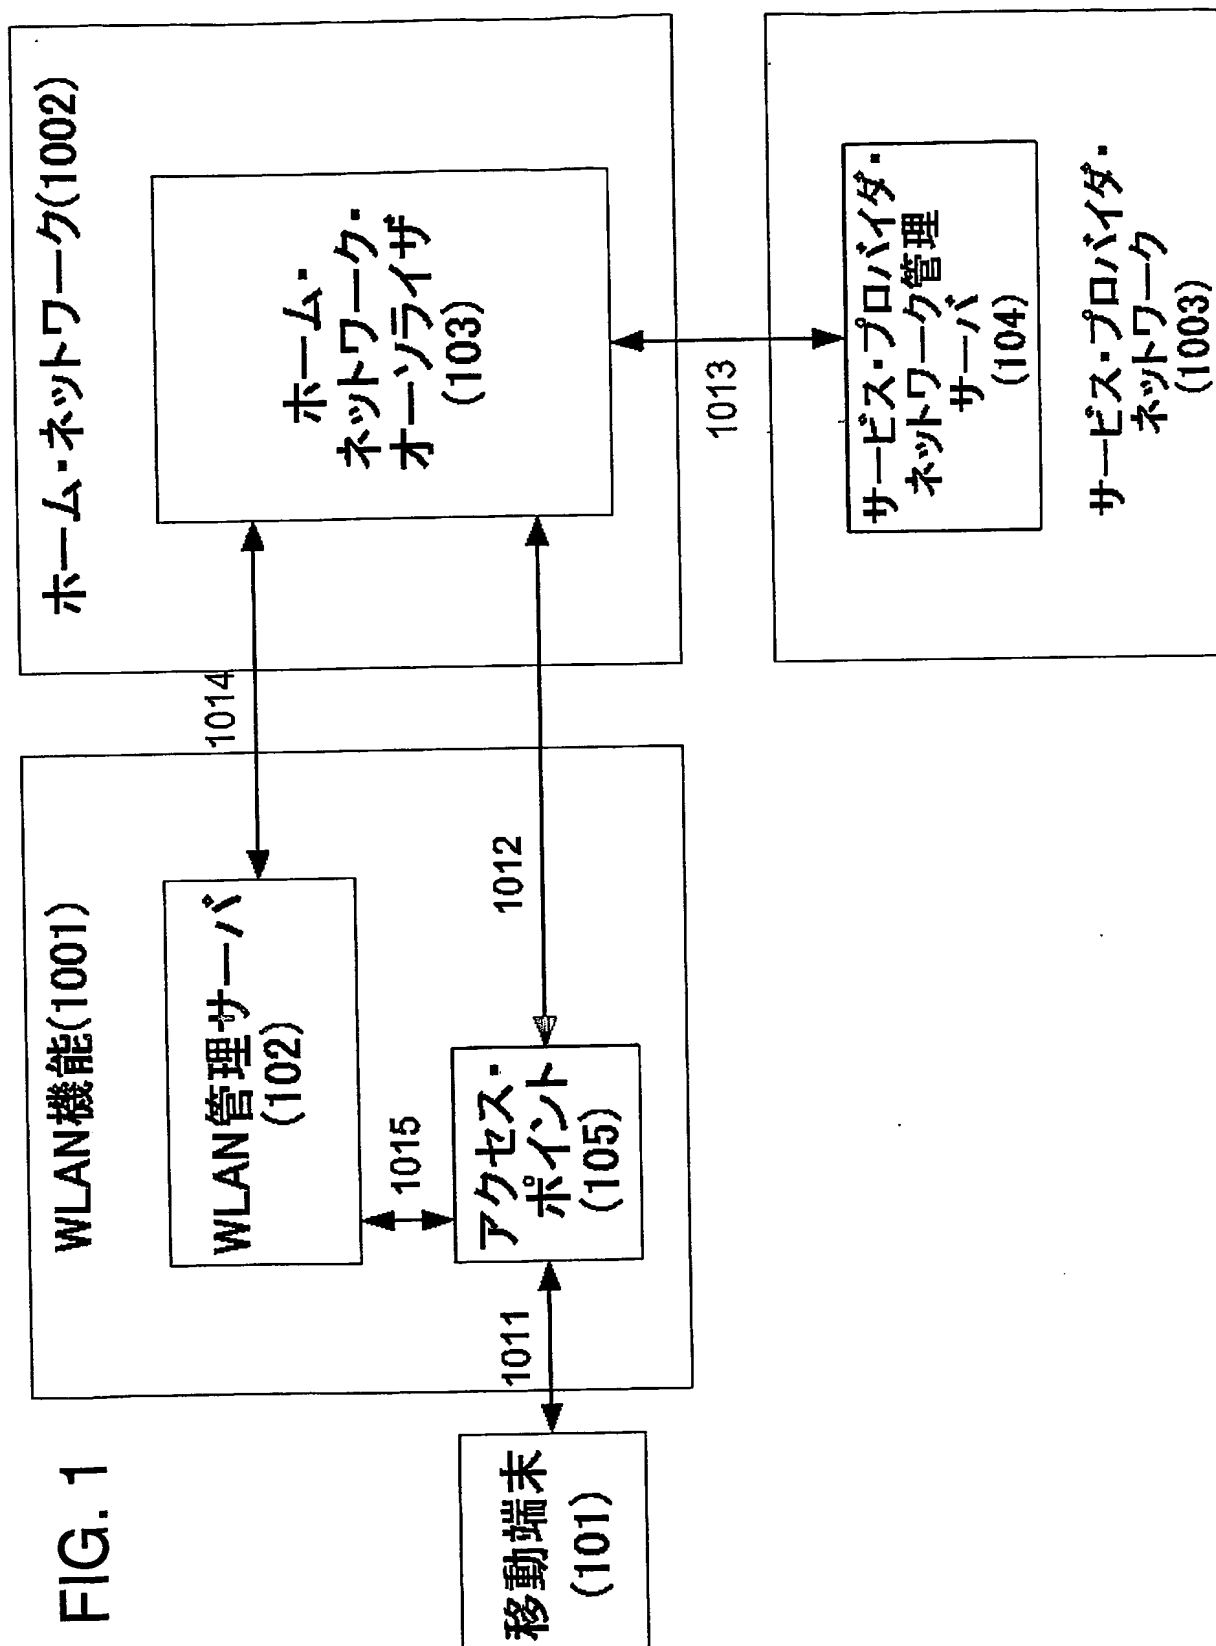 FIG. 1
WLAN機能(1001)
ホーム・ネットワーク(1002)
WLAN管理サーバ
(102)
1014
ホーム・
ネットワーク・
オーソライザ
(103)
1015
1012
アクセス・
ポイント
(105)
1011
移動端末
(101)
1013
サービス・プロバイダ・
ネットワーク管理
サーバ
(104)
サービス・プロバイダ・
ネットワーク
(1003)